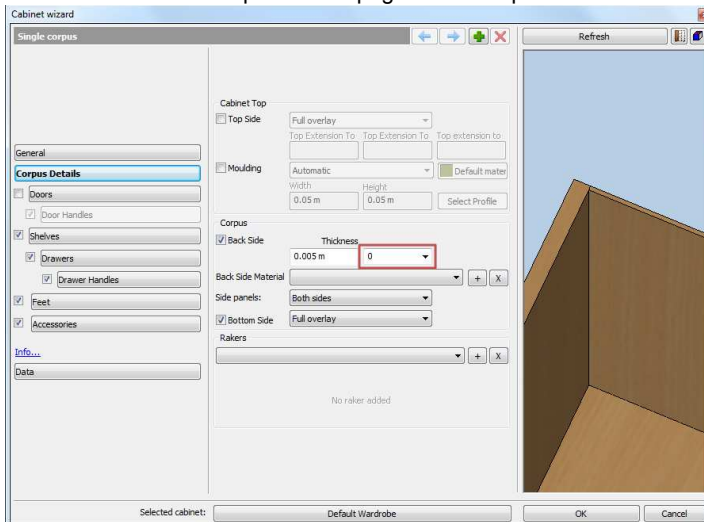 Cabinet wizard
Single corpus
Refresh
General
Corpus Details
Doors
Door Handles
Shelves
Drawers
Drawer Handles
Feet
Accessories
Info...
Data
Cabinet Top
Top Side
Full overlay
Top Extension To Top Extension To Top extension to
Moulding
Automatic
Default mater
Width Height
0.05 m 0.05 m Select Profile
Corpus
Back Side Thickness
0.005 m 0
Back Side Material + X
Side panels: Both sides
Bottom Side Full overlay
Rakers
+ X
No raker added
Selected cabinet: Default Wardrobe OK Cancel